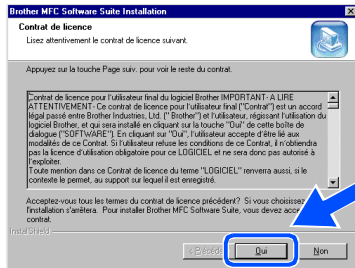 Brother MFC Software Suite Installation
Contrat de licence
Lisez attentivement le contrat de licence suivant.
Appuyez sur la touche Page suiv. pour voir le reste du contrat.
Contrat de licence pour l'utilisateur final du logiciel Brother IMPORTANT- A LIRE
ATTENTIVEMENT- Ce contrat de licence pour l'utilisateur final ("Contrat") est un accord
légal passé entre Brother Industries, Ltd. (" Brother") et l'utilisateur, régissant l'utilisation du
logiciel Brother, et qui sera installé en cliquant sur la touche "Oui" de cette boîte de
dialogue ("SOFTWARE"). En cliquant sur "Oui", l'utilisateur accepte d'être lié aux
modalités de ce Contrat. Si l'utilisateur refuse les conditions de ce Contrat, il n'obtiendra
pas la licence d'utilisation obligatoire pour ce LOGICIEL et ne sera donc pas autorisé à
l'exploiter.
Toute mention dans ce Contrat de licence du terme "LOGICIEL" renverra aussi, si le
contexte le permet, au support sur lequel il est enregistré.
Acceptez-vous tous les termes du contrat de licence précédent? Si vous choisissez
l'installation s'arrêtera. Pour installer Brother MFC Software Suite, vous devez
contrat.
InstallShield
< Précédent
Oui
Non